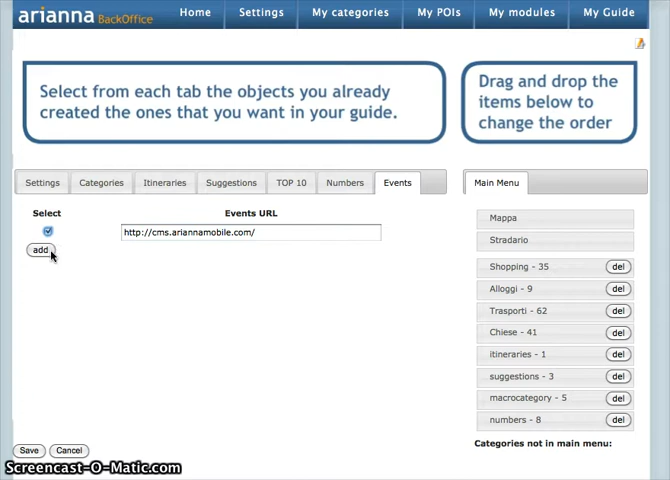 arianna BackOffice
Home Settings My categories My POIs My modules My Guide
Select from each tab the objects you already
created the ones that you want in your guide.
Drag and drop the
items below to
change the order
Settings Categories Itineraries Suggestions TOP 10 Numbers Events
Main Menu
Select Events URL
http://cms.ariannamobile.com/
add
Mappa
Stradario
Shopping - 35 del
Alloggi - 9 del
Trasporti - 62 del
Chiese - 41 del
itineraries - 1 del
suggestions - 3 del
macrocategory - 5 del
numbers - 8 del
Categories not in main menu:
Save Cancel
Screencast-O-Matic.com